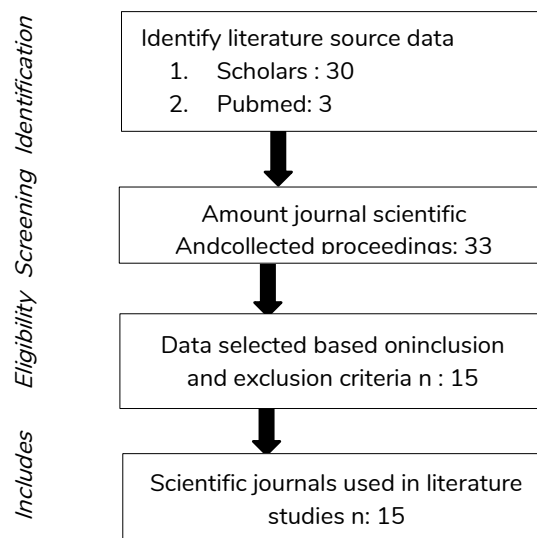 Identification
Identify literature source data
1. Scholars : 30
2. Pubmed: 3
Screening
Amount journal scientific
Andcollected proceedings: 33
Eligibility
Data selected based oninclusion
and exclusion criteria n : 15
Includes
Scientific journals used in literature
studies n: 15